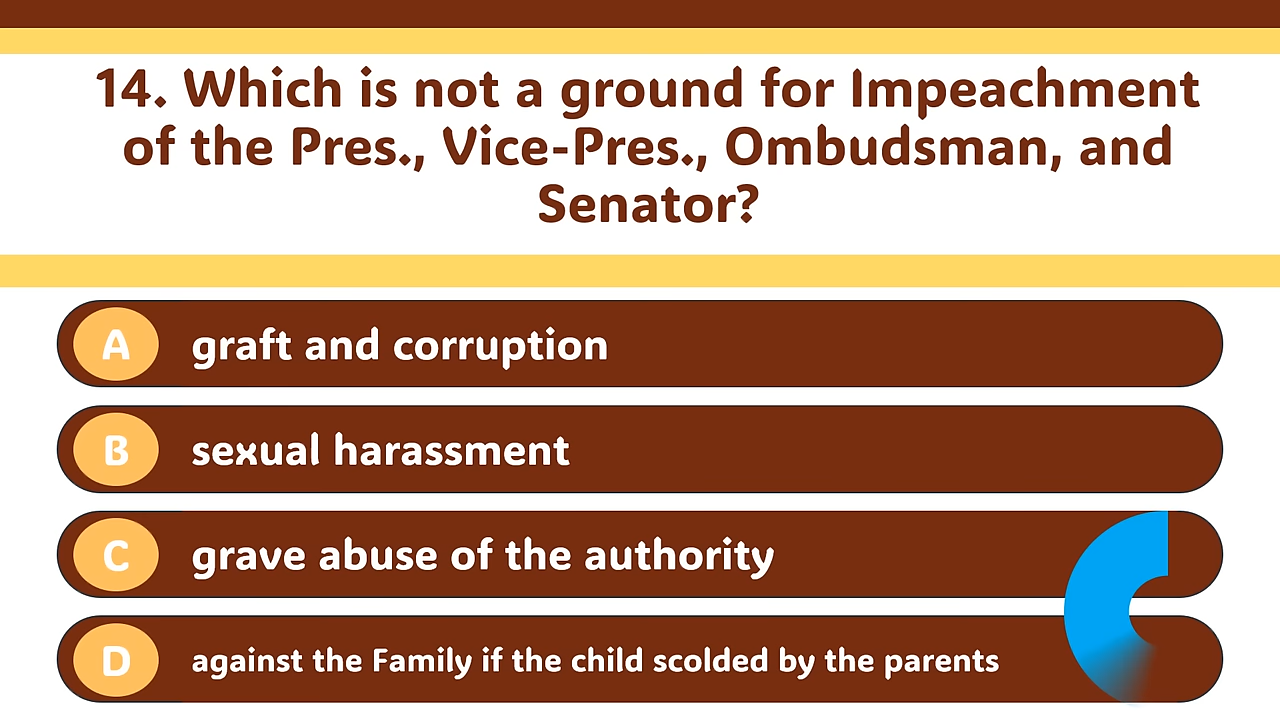 14. Which is not a ground for Impeachment
of the Pres., Vice-Pres., Ombudsman, and
Senator?
A graft and corruption
B sexual harassment
C grave abuse of the authority
D against the Family if the child scolded by the parents